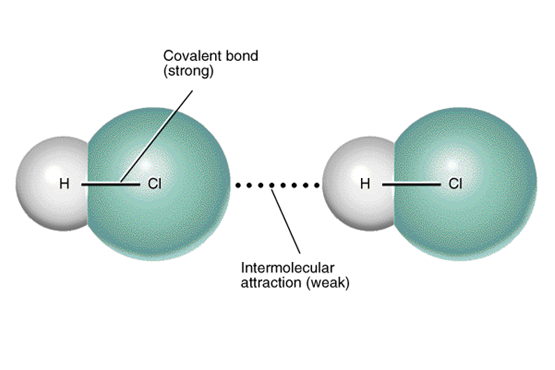 Covalent bond
(strong)
H
Cl
H
Cl
Intermolecular
attraction (weak)